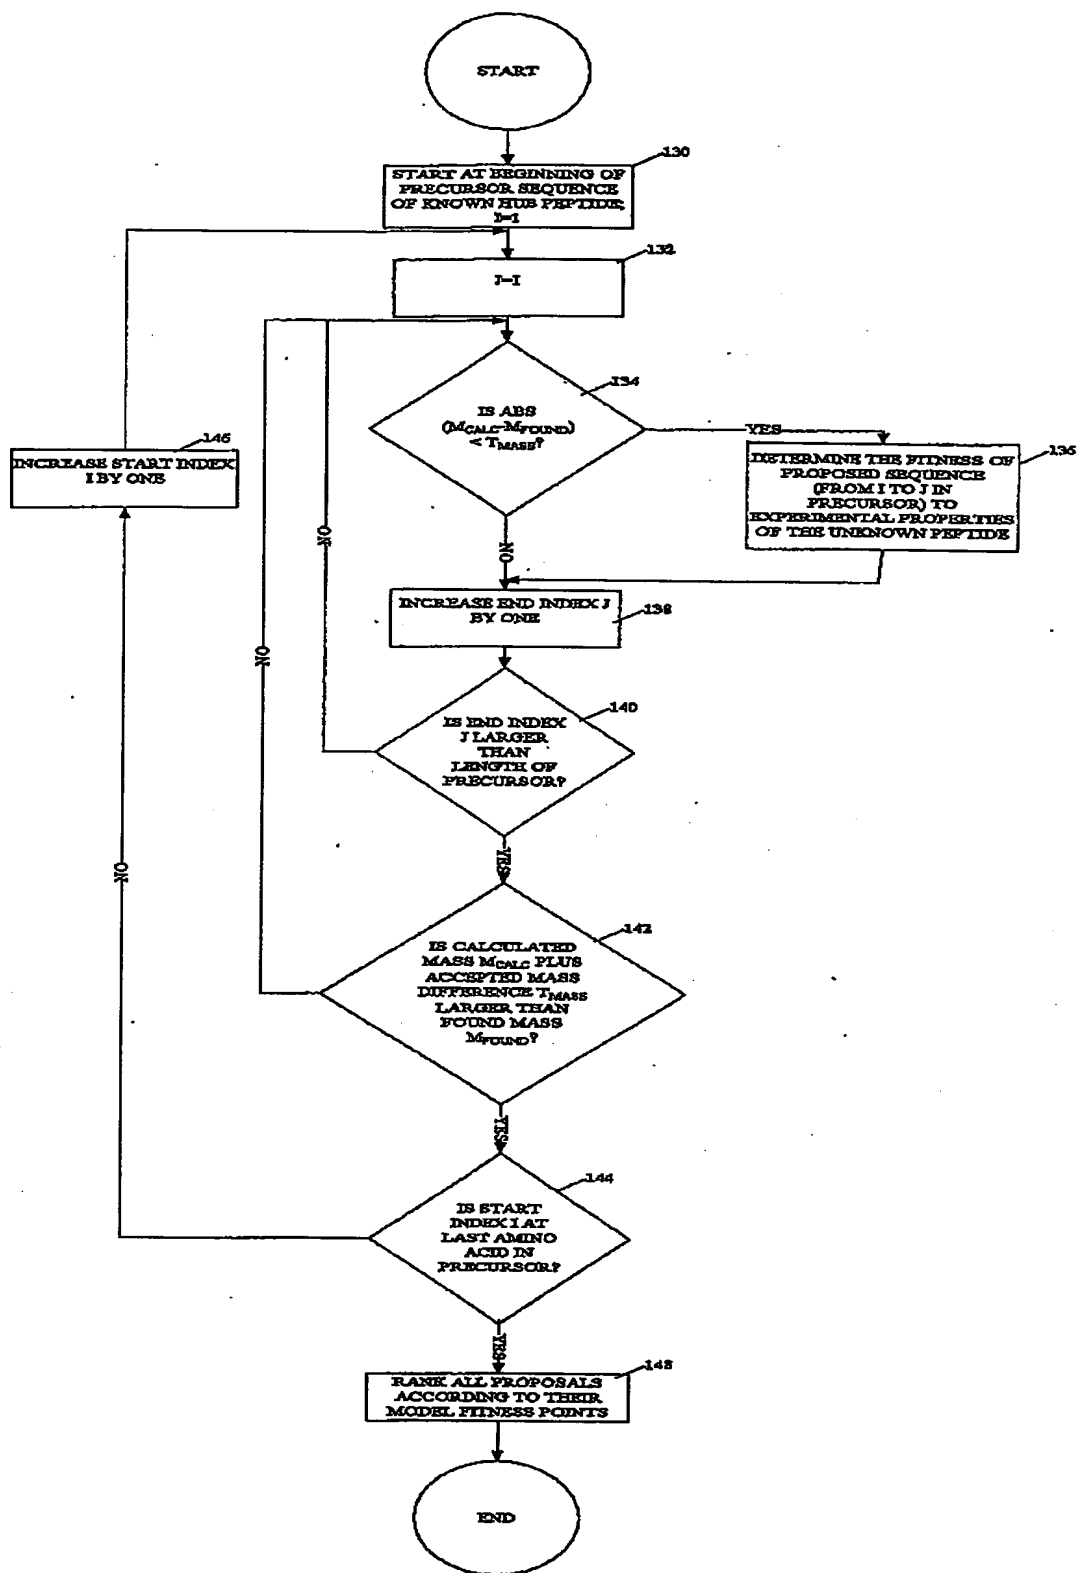 START
130
START AT BEGINNING OF
PRECURSOR SEQUENCE
OF KNOWN HUB PEPTIDE,
I=1
132
J=I
134
IS ABS
(MCALC-MFOUND)
< TMASS?
YES
136
DETERMINE THE FITNESS OF
PROPOSED SEQUENCE
(FROM I TO J IN
PRECURSOR) TO
EXPERIMENTAL PROPERTIES
OF THE UNKNOWN PEPTIDE
146
INCREASE START INDEX
I BY ONE
NO
NO
INCREASE END INDEX J
BY ONE
138
NO
140
IS END INDEX
J LARGER
THAN
LENGTH OF
PRECURSOR?
YES
NO
142
IS CALCULATED
MASS MCALC PLUS
ACCEPTED MASS
DIFFERENCE TMASS
LARGER THAN
FOUND MASS
MFOUND?
YES
144
IS START
INDEX I AT
LAST AMINO
ACID IN
PRECURSOR?
YES
148
RANK ALL PROPOSALS
ACCORDING TO THEIR
MODEL FITNESS POINTS
END